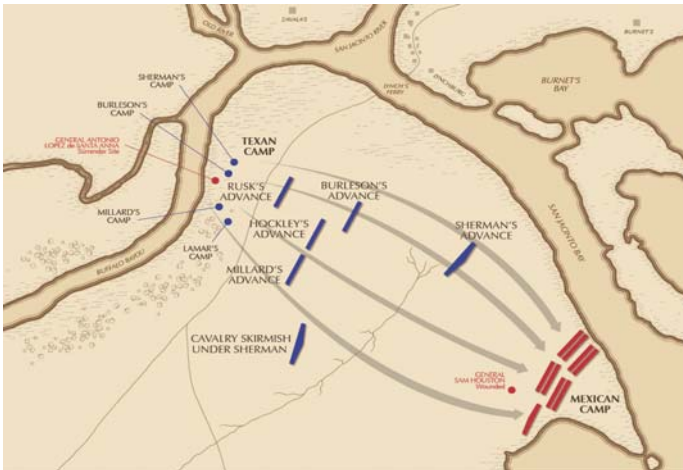 OLD RIVER
ZAVALA'S
SAN JACINTO RIVER
BURNET'S
LYNCHBURG
LYNCH'S
FERRY
BURNET'S
BAY
SHERMAN'S
CAMP
BURLESON'S
CAMP
GENERAL ANTONIO
LOPEZ de SANTA ANNA
Surrender Site
TEXAN
CAMP
RUSK'S
ADVANCE
BURLESON'S
ADVANCE
MILLARD'S
CAMP
HOCKLEY'S
ADVANCE
SHERMAN'S
ADVANCE
LAMAR'S
CAMP
MILLARD'S
ADVANCE
BUFFALO BAYOU
SAN JACINTO BAY
CAVALRY SKIRMISH
UNDER SHERMAN
GENERAL
SAM HOUSTON
Wounded
MEXICAN
CAMP